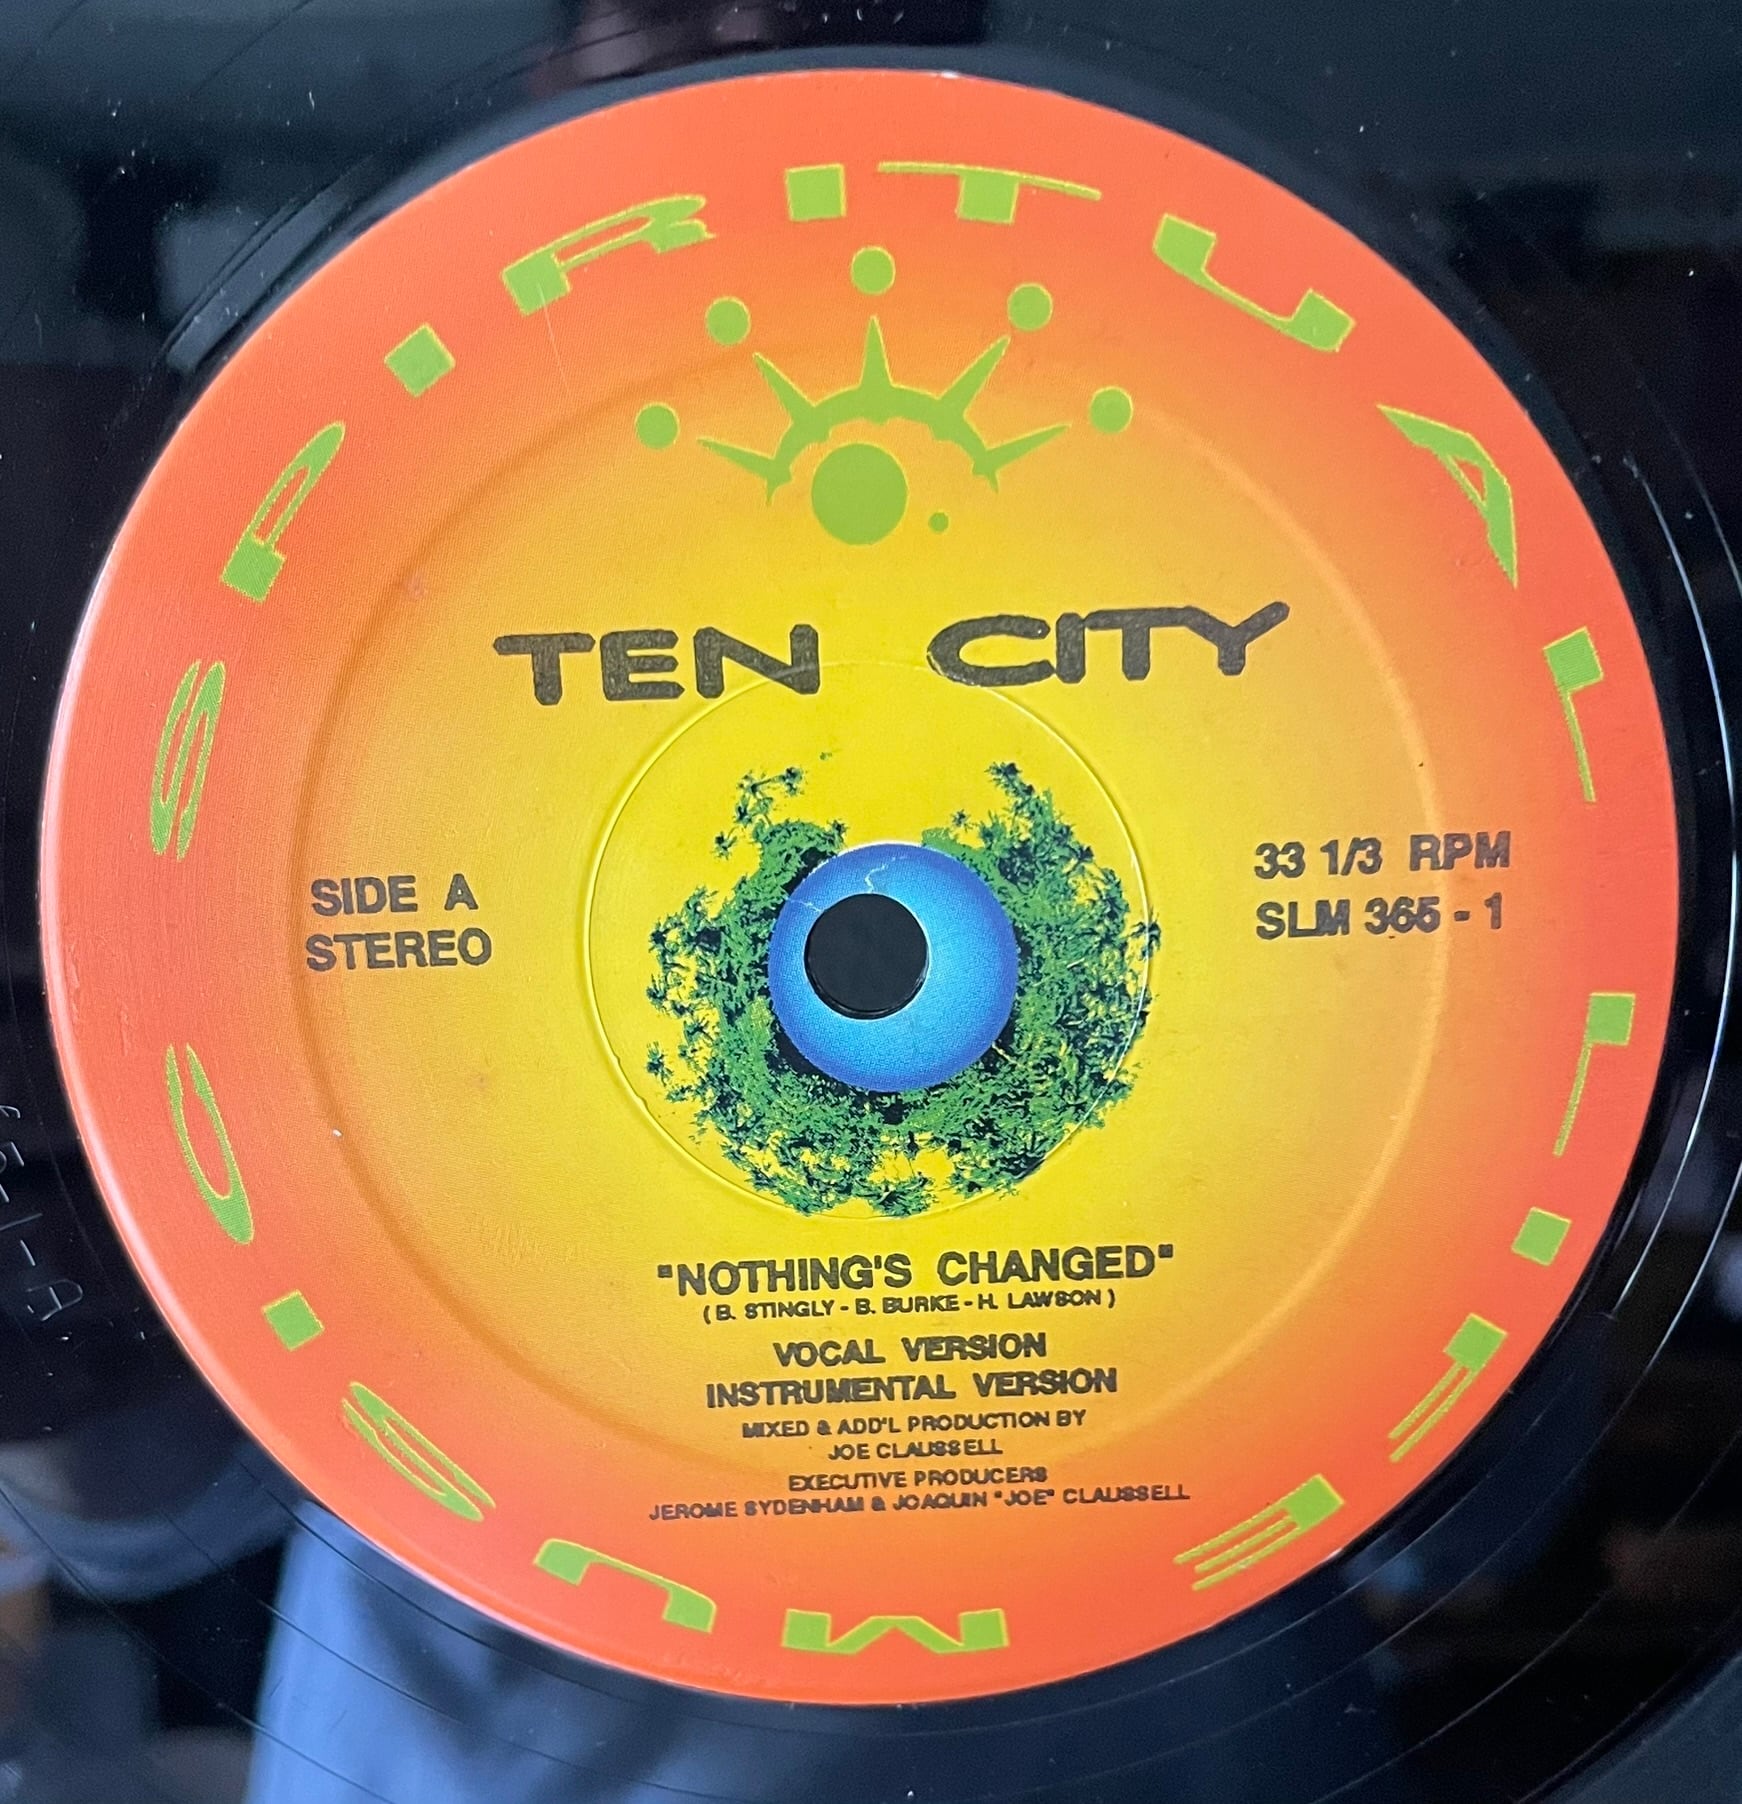 SPIRITUAL LIFE MUSIC
TEN CITY
SIDE A
STEREO
33 1/3 RPM
SLM 365 - 1
"NOTHING'S CHANGED"
( B. STINGLY - B. BURKE - H. LAWSON )
VOCAL VERSION
INSTRUMENTAL VERSION
MIXED & ADD'L PRODUCTION BY
JOE CLAUSSELL
EXECUTIVE PRODUCERS
JEROME SYDENHAM & JOAQUIN "JOE" CLAUSSELL